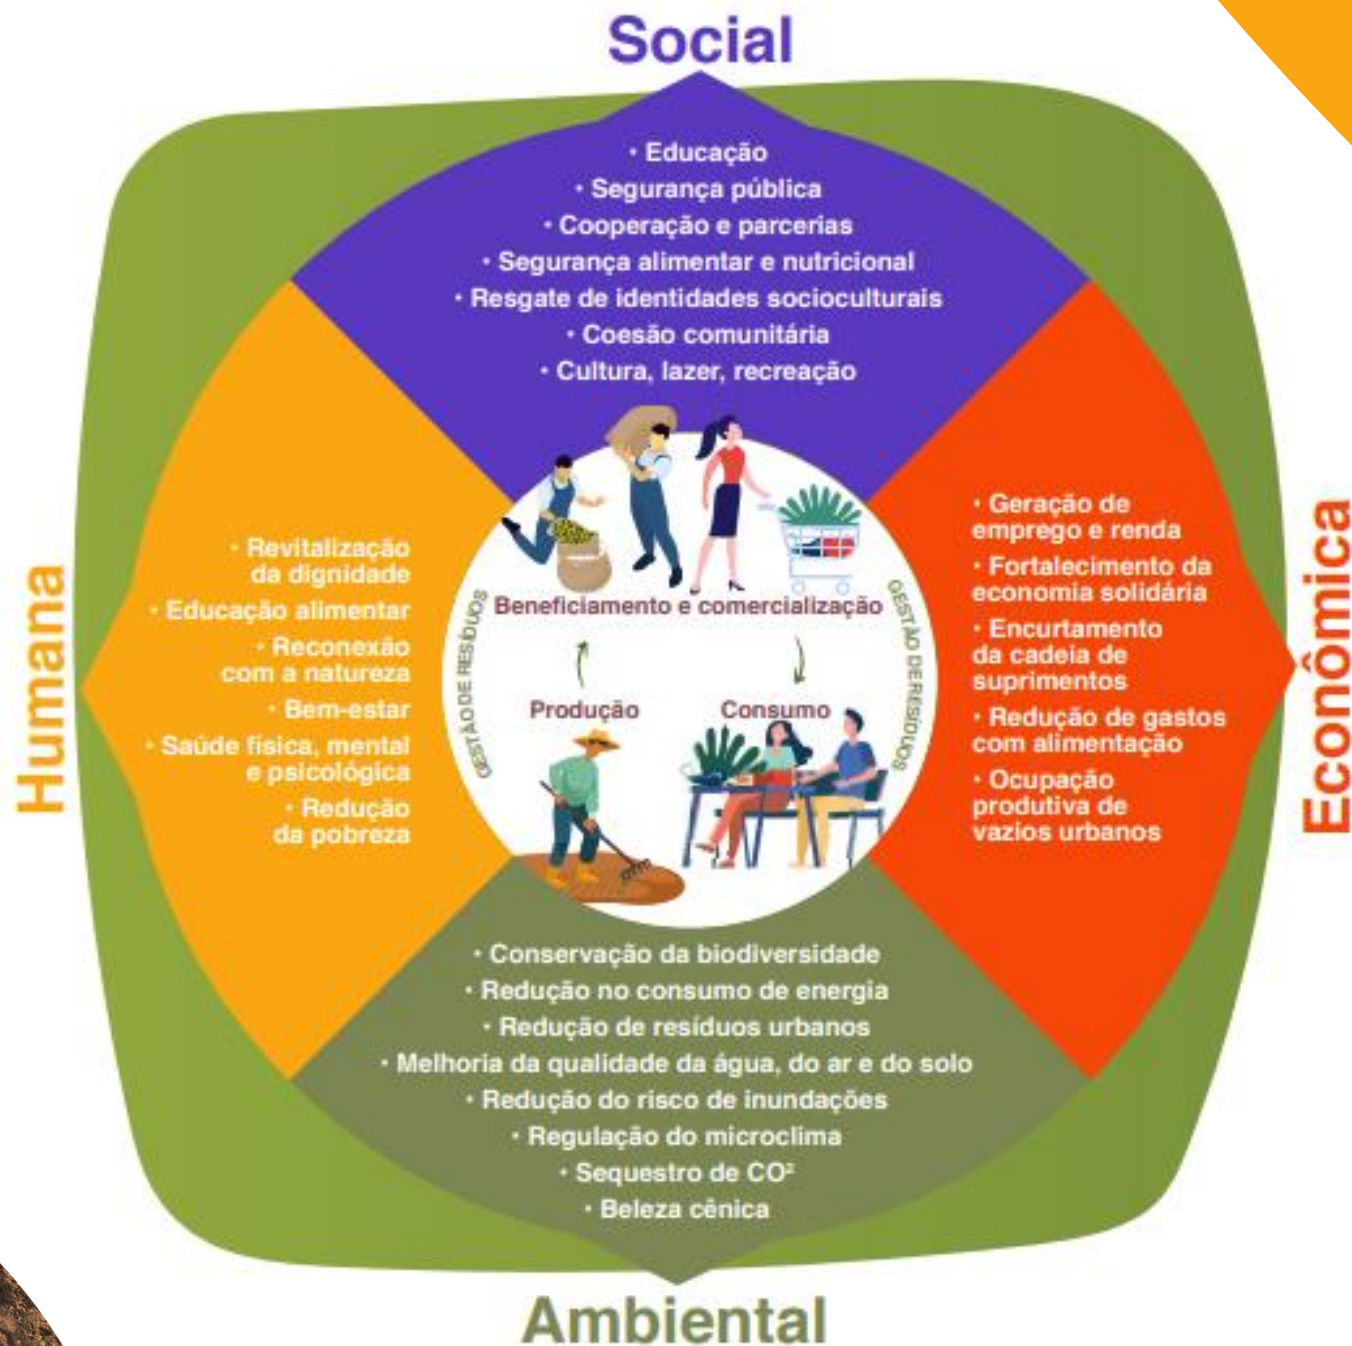 Social
• Educação
• Segurança pública
• Cooperação e parcerias
• Segurança alimentar e nutricional
• Resgate de identidades socioculturais
• Coesão comunitária
• Cultura, lazer, recreação
Humana
• Revitalização
da dignidade
• Educação alimentar
• Reconexão
com a natureza
• Bem-estar
• Saúde física, mental
e psicológica
• Redução
da pobreza
GESTÃO DE RESÍDUOS
Beneficiamento e comercialização
Produção
Consumo
GESTÃO DE RESÍDUOS
• Geração de
emprego e renda
• Fortalecimento da
economia solidária
• Encurtamento
da cadeia de
suprimentos
• Redução de gastos
com alimentação
• Ocupação
produtiva de
vazios urbanos
Econômica
• Conservação da biodiversidade
• Redução no consumo de energia
• Redução de resíduos urbanos
• Melhoria da qualidade da água, do ar e do solo
• Redução do risco de inundações
• Regulação do microclima
• Sequestro de CO²
• Beleza cênica
Ambiental